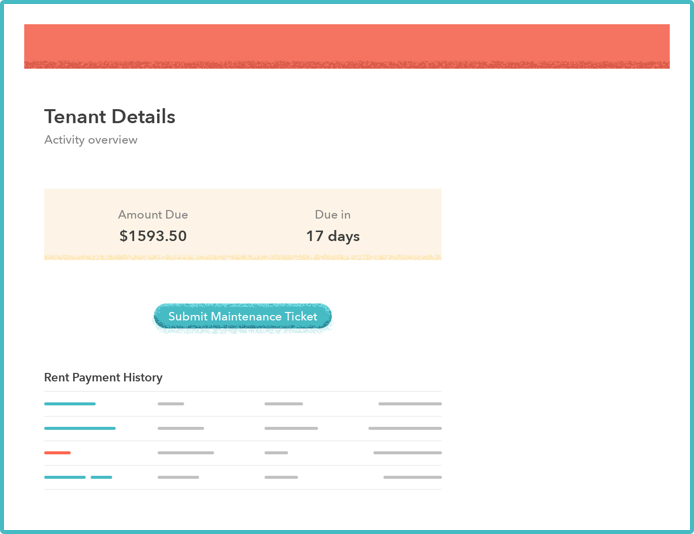 Tenant Details
Activity overview
Amount Due
Due in
$1593.50
17 days
Submit Maintenance Ticket
Rent Payment History